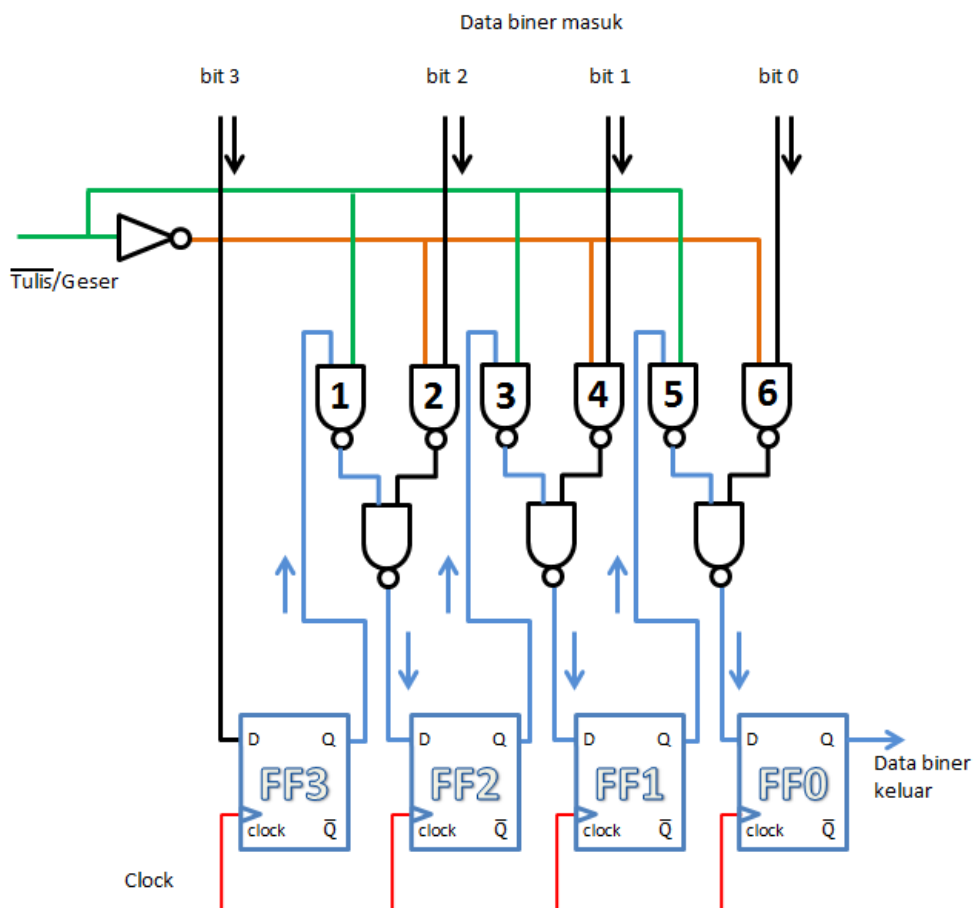 Data biner masuk
bit 3
bit 2
bit 1
bit 0
Tulis/Geser
1
2
3
4
5
6
D Q
FF3
clock Q̅
D Q
FF2
clock Q̅
D Q
FF1
clock Q̅
D Q
FF0
clock Q̅
Data biner
keluar
Clock